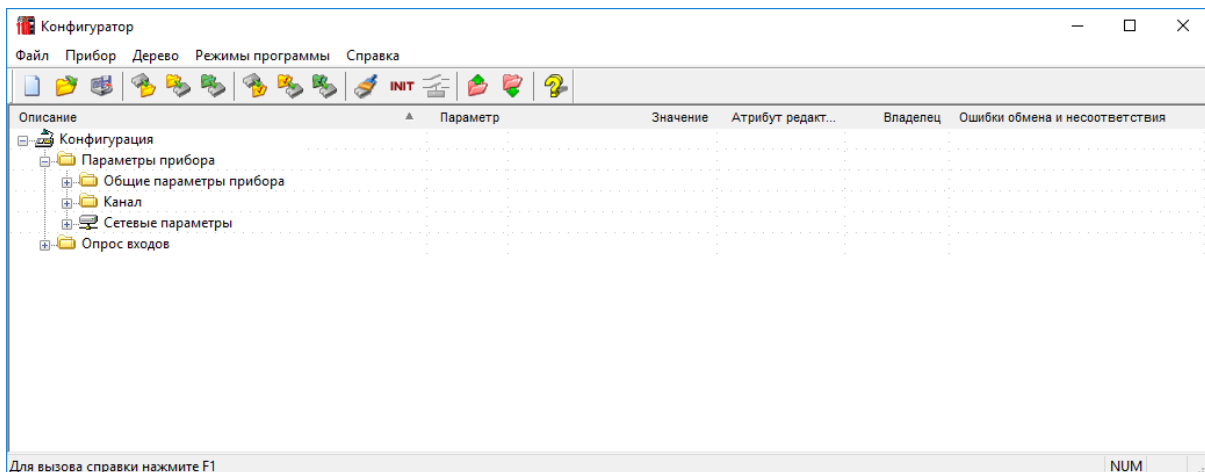 Конфигуратор
Файл Прибор Дерево Режимы программы Справка
INIT
Описание Параметр Значение Атрибут редакт... Владелец Ошибки обмена и несоответствия
Конфигурация
Параметры прибора
Общие параметры прибора
Канал
Сетевые параметры
Опрос входов
Для вызова справки нажмите F1 NUM